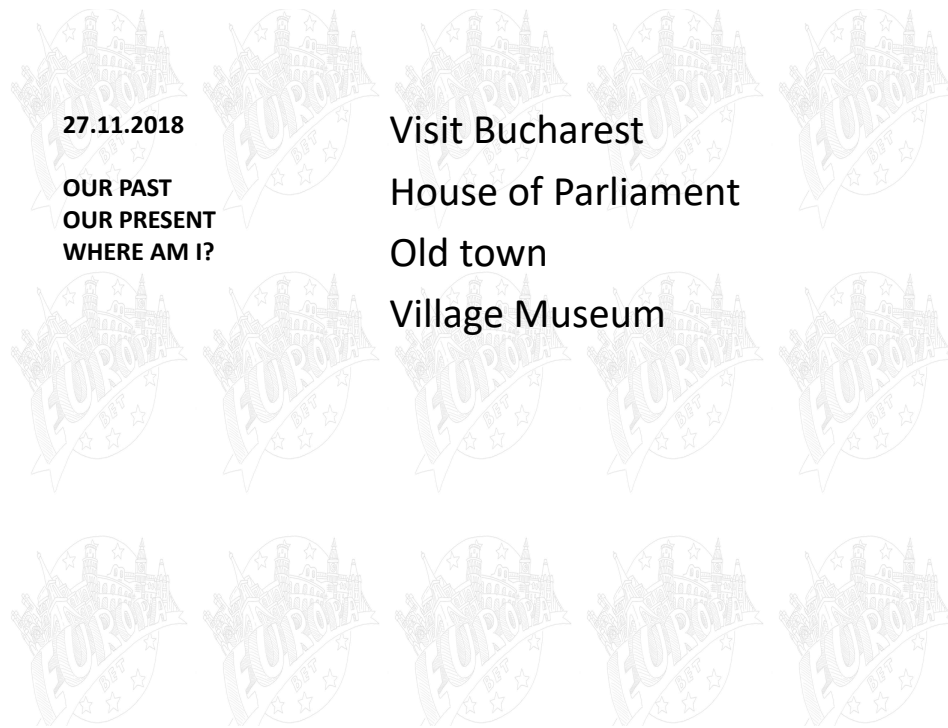 27.11.2018
OUR PAST
OUR PRESENT
WHERE AM I?
Visit Bucharest
House of Parliament
Old town
Village Museum